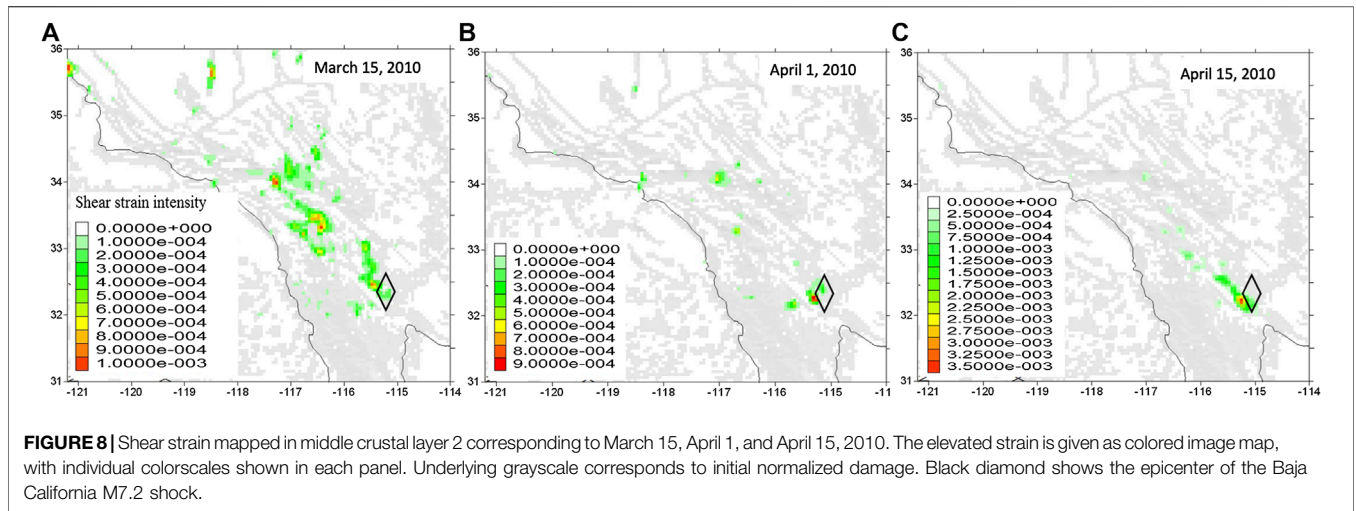 A
B
C
March 15, 2010
April 1, 2010
April 15, 2010
36
35
34
33
32
31
Shear strain intensity
0.0000e+000
1.0000e-004
2.0000e-004
3.0000e-004
4.0000e-004
5.0000e-004
6.0000e-004
7.0000e-004
8.0000e-004
9.0000e-004
1.0000e-003
-121 -120 -119 -118 -117 -116 -115 -114
36
35
34
33
32
31
0.0000e+000
1.0000e-004
2.0000e-004
3.0000e-004
4.0000e-004
5.0000e-004
6.0000e-004
7.0000e-004
8.0000e-004
9.0000e-004
-121 -120 -119 -118 -117 -116 -115 -11
36
35
34
33
32
31
0.0000e+000
2.5000e-004
5.0000e-004
7.5000e-004
1.0000e-003
1.2500e-003
1.5000e-003
1.7500e-003
2.0000e-003
2.2500e-003
2.5000e-003
2.7500e-003
3.0000e-003
3.2500e-003
3.5000e-003
-121 -120 -119 -118 -117 -116 -115 -114
FIGURE 8 | Shear strain mapped in middle crustal layer 2 corresponding to March 15, April 1, and April 15, 2010. The elevated strain is given as colored image map,
with individual colorscales shown in each panel. Underlying grayscale corresponds to initial normalized damage. Black diamond shows the epicenter of the Baja
California M7.2 shock.